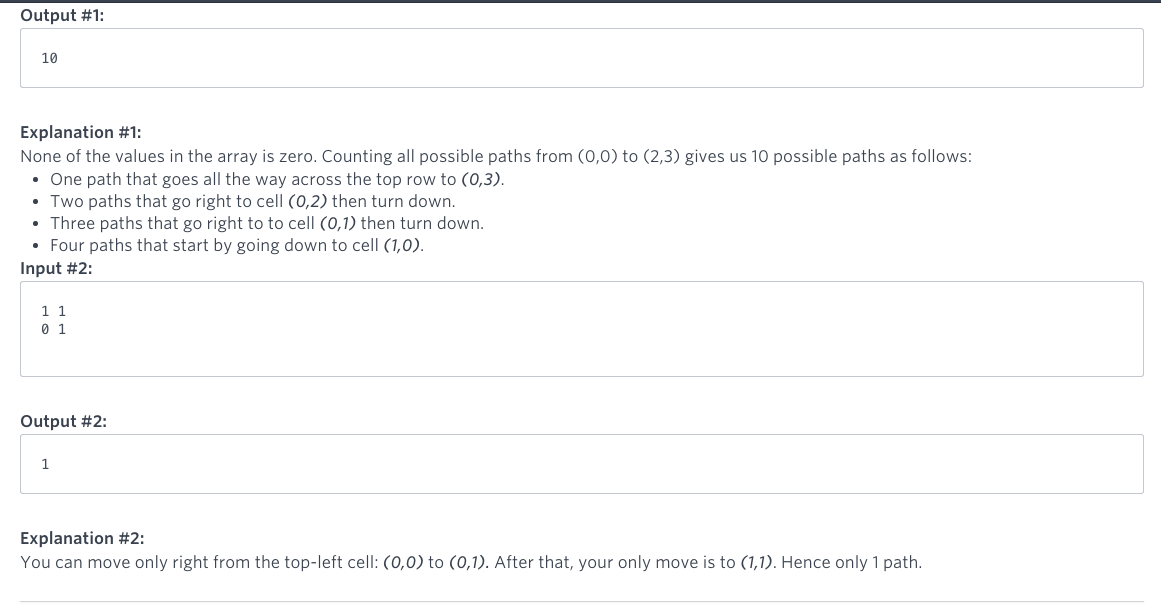 Output #1:
10
Explanation #1:
None of the values in the array is zero. Counting all possible paths from (0,0) to (2,3) gives us 10 possible paths as follows:
• One path that goes all the way across the top row to (0,3).
• Two paths that go right to cell (0,2) then turn down.
• Three paths that go right to to cell (0,1) then turn down.
• Four paths that start by going down to cell (1,0).
Input #2:
1 1
0 1
Output #2:
1
Explanation #2:
You can move only right from the top-left cell: (0,0) to (0,1). After that, your only move is to (1,1). Hence only 1 path.